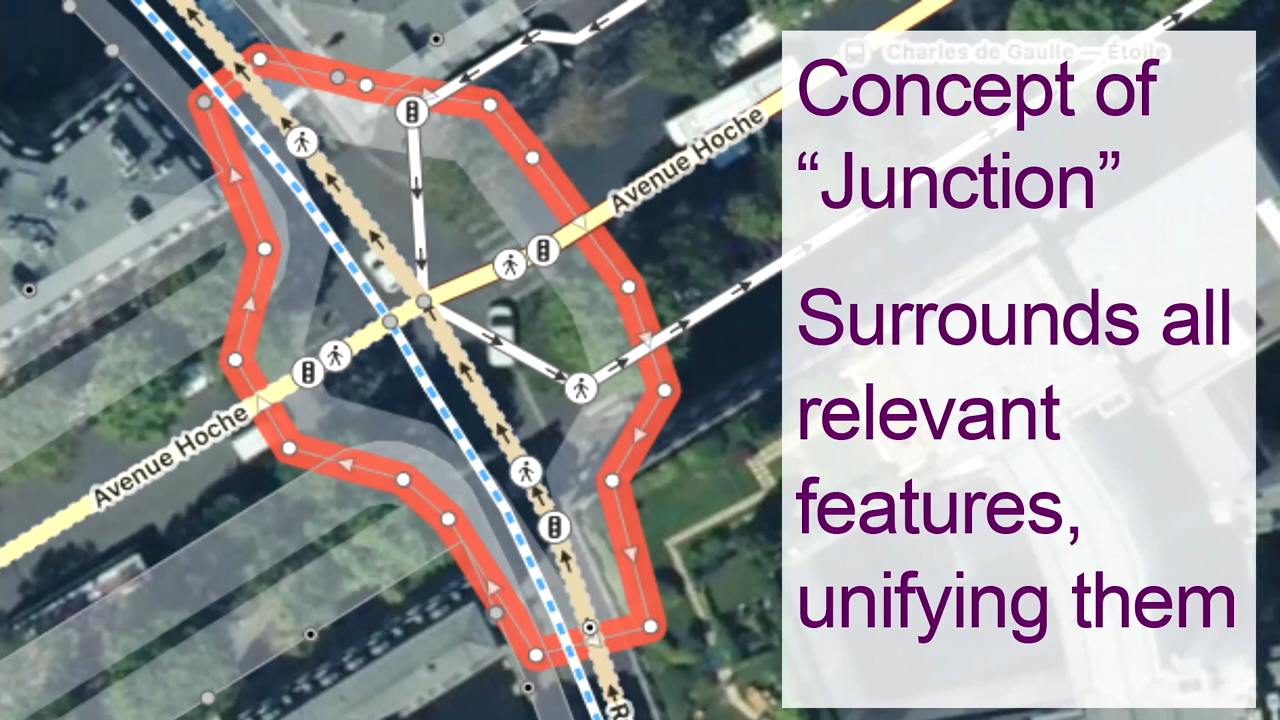 Charles de Gaulle — Étoile
Concept of
“Junction”
Avenue Hoche
Surrounds all
relevant
features,
unifying them
Avenue Hoche
R